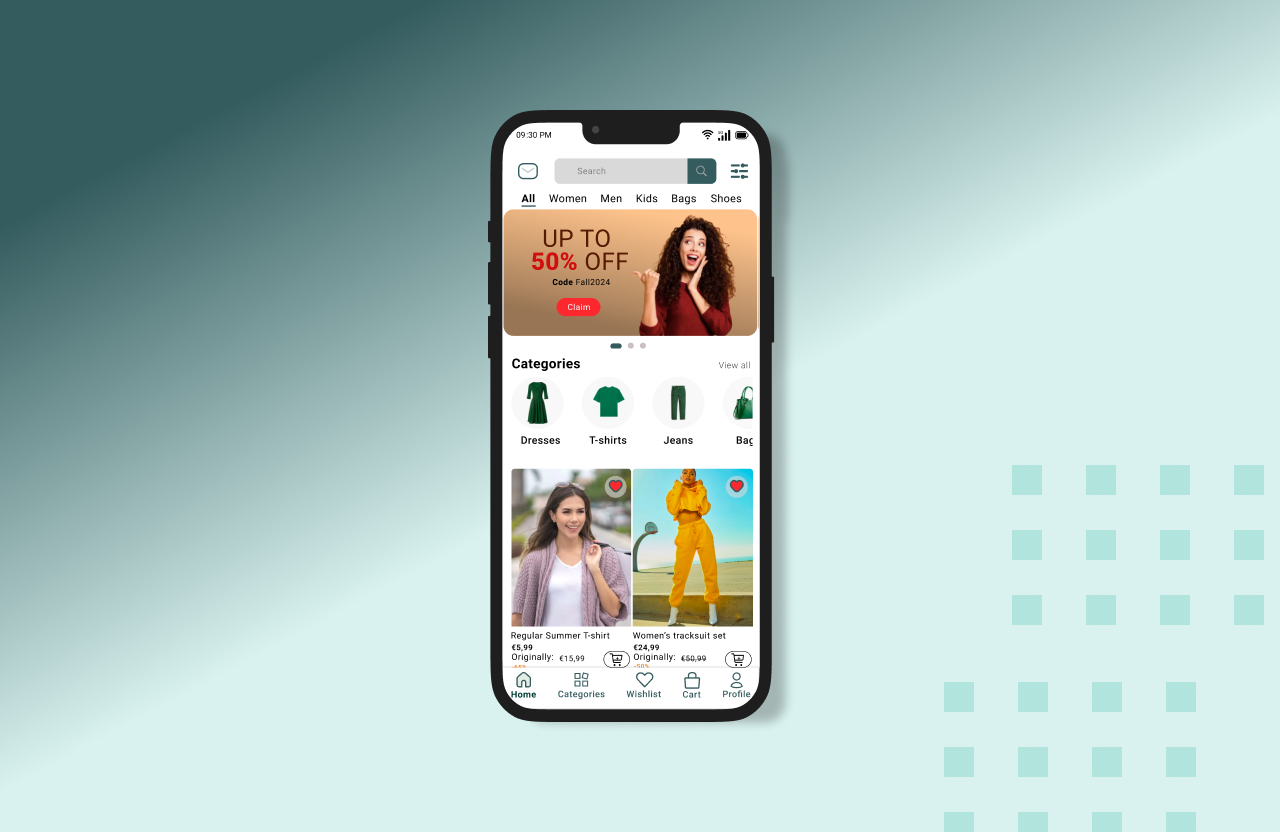 09:30 PM
Search
All Women Men Kids Bags Shoes
UP TO
50% OFF
Code Fall2024
Claim
Categories View all
Dresses T-shirts Jeans Bag
Regular Summer T-shirt Women's tracksuit set
€5,99 €24,99
Originally: €15,99 Originally: €50,99
-50%
Home Categories Wishlist Cart Profile